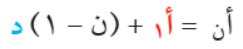 أن = أ١ + (ن – ١) د